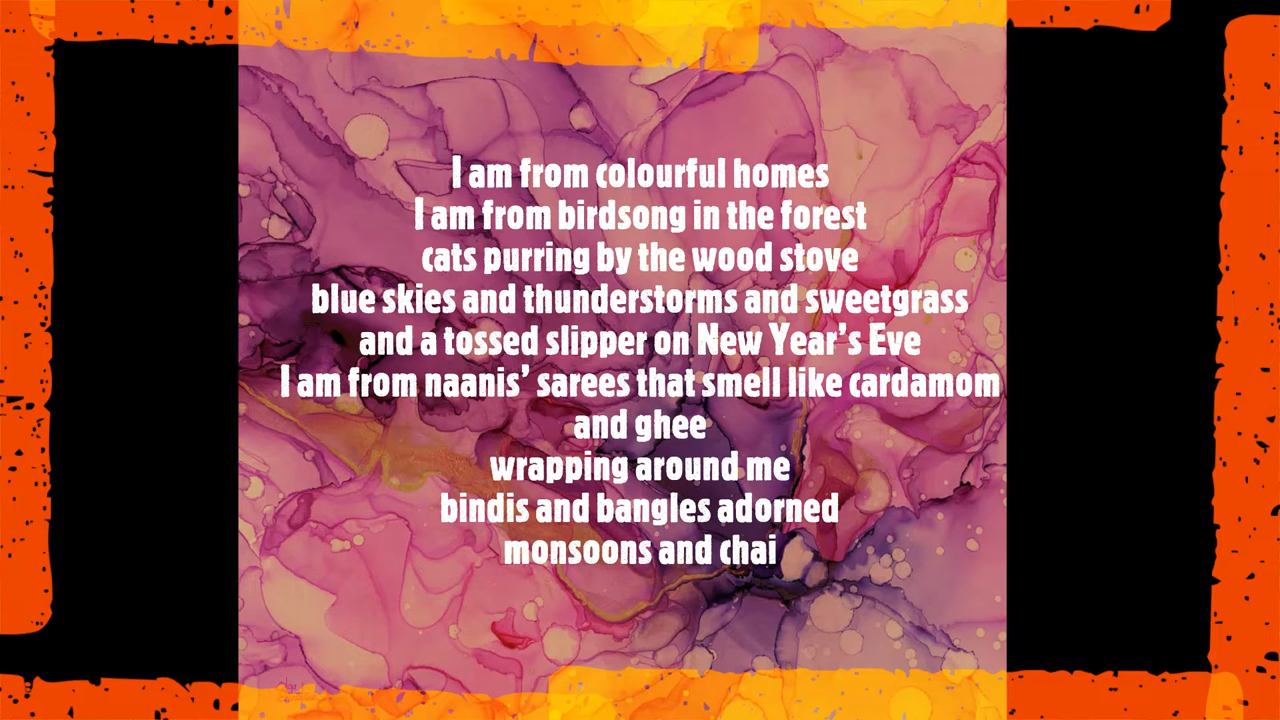 I am from colourful homes
I am from birdsong in the forest
cats purring by the wood stove
blue skies and thunderstorms and sweetgrass
and a tossed slipper on New Year’s Eve
I am from naanis’ sarees that smell like cardamom
and ghee
wrapping around me
bindis and bangles adorned
monsoons and chai